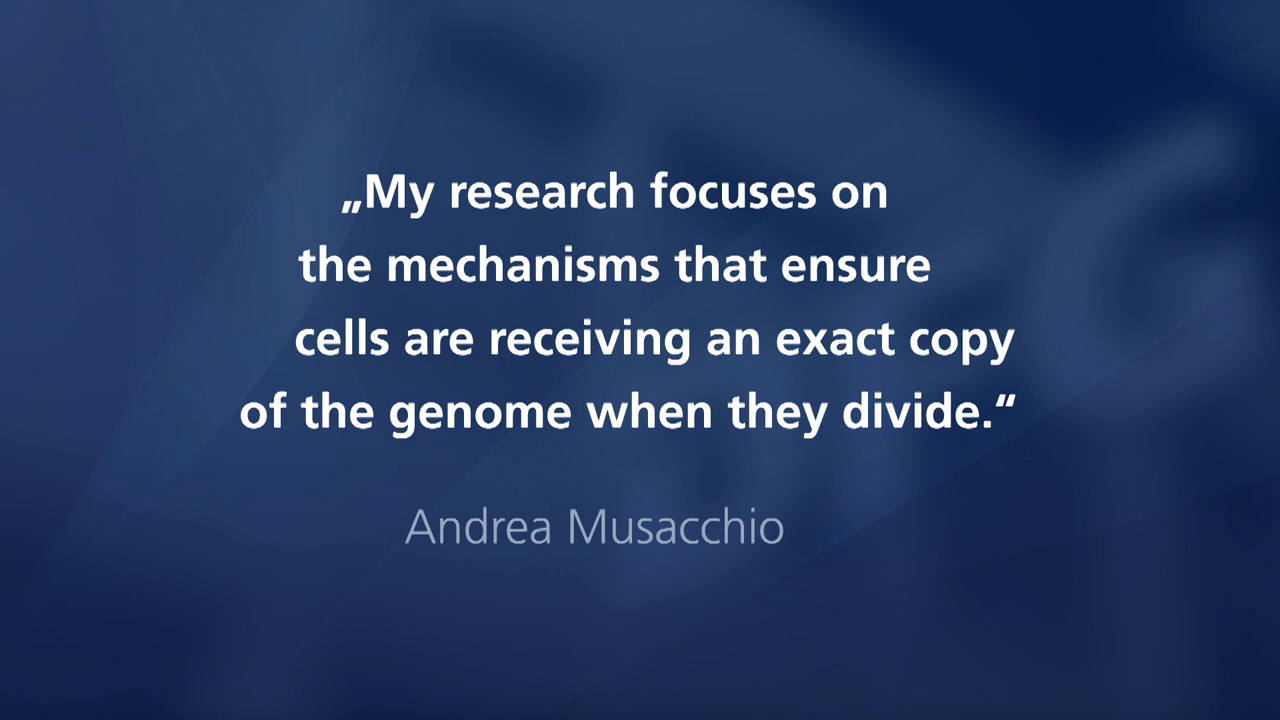 „My research focuses on
the mechanisms that ensure
cells are receiving an exact copy
of the genome when they divide.“
Andrea Musacchio